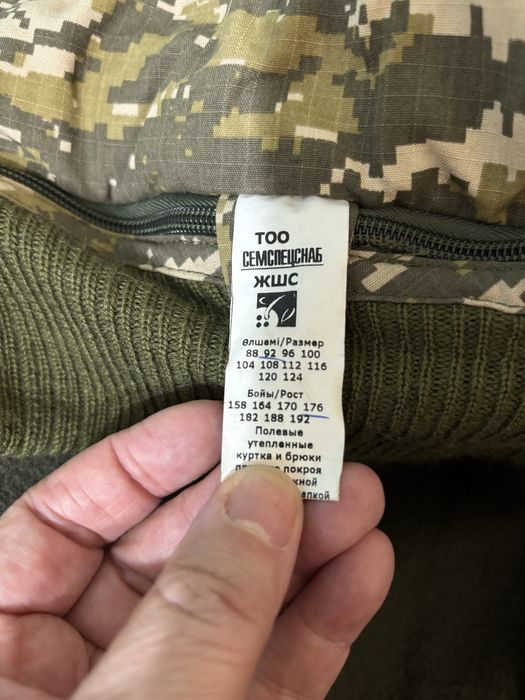 ТОО
СЕМСПЕЦСНАБ
ЖШС
Өлшемі/Размер
88 92 96 100
104 108 112 116
120 124
Бойы/Рост
158 164 170 176
182 188 192
Полевые
утепленные
куртка и брюки
покроя